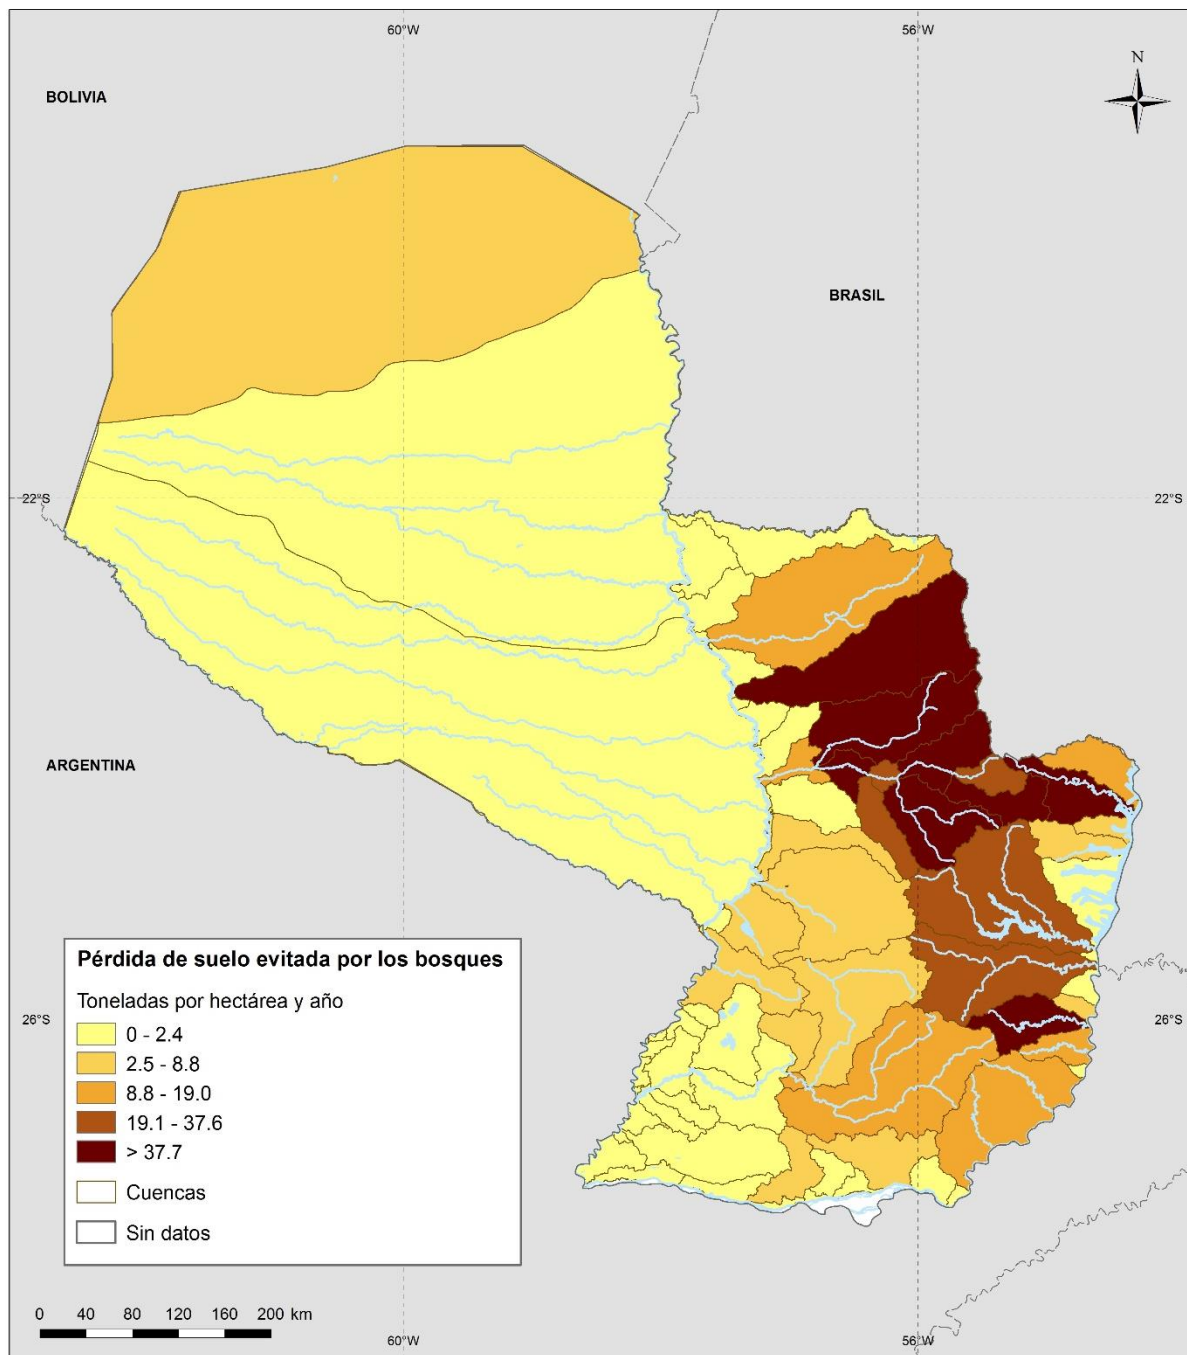 60°W
56°W
N
BOLIVIA
BRASIL
22°S
22°S
ARGENTINA
Pérdida de suelo evitada por los bosques
Toneladas por hectárea y año
0 - 2.4
2.5 - 8.8
8.8 - 19.0
19.1 - 37.6
> 37.7
Cuencas
Sin datos
26°S
26°S
0 40 80 120 160 200 km
60°W
56°W